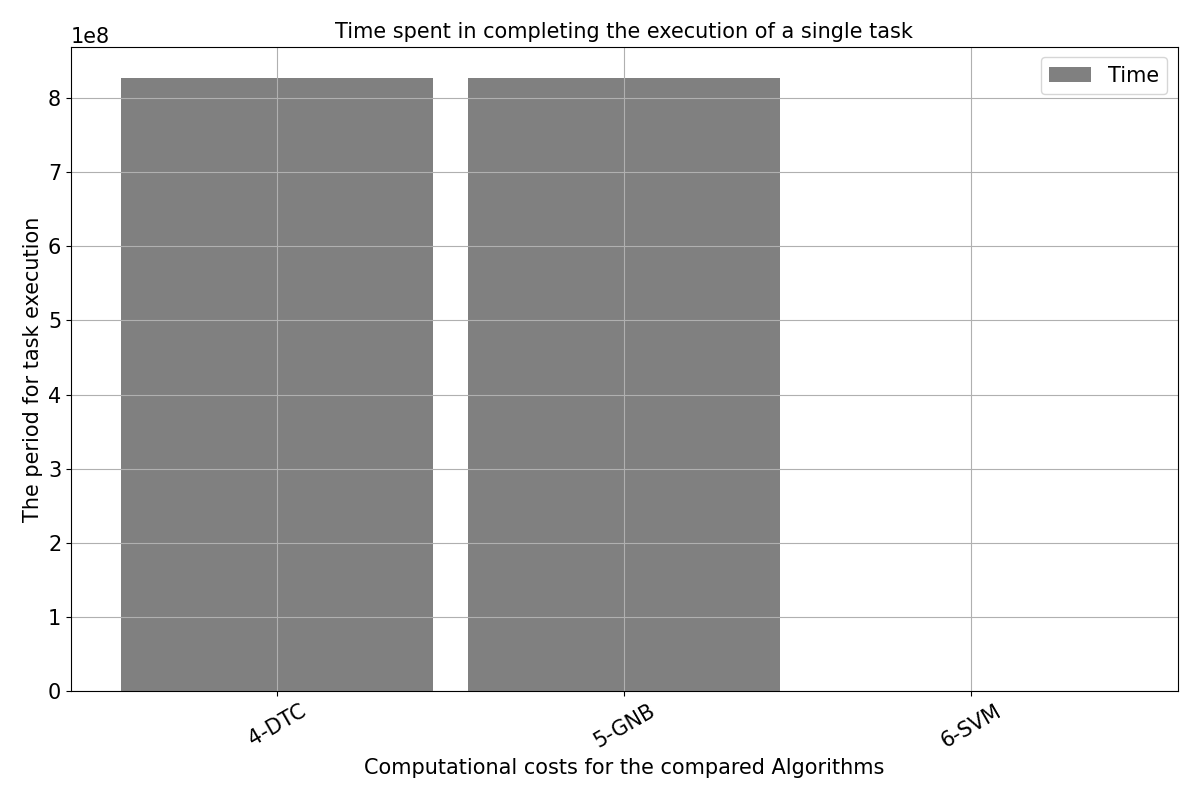 Time spent in completing the execution of a single task
1e8
Time
8
7
6
5
4
3
2
1
0
The period for task execution
4-DTC
5-GNB
6-SVM
Computational costs for the compared Algorithms